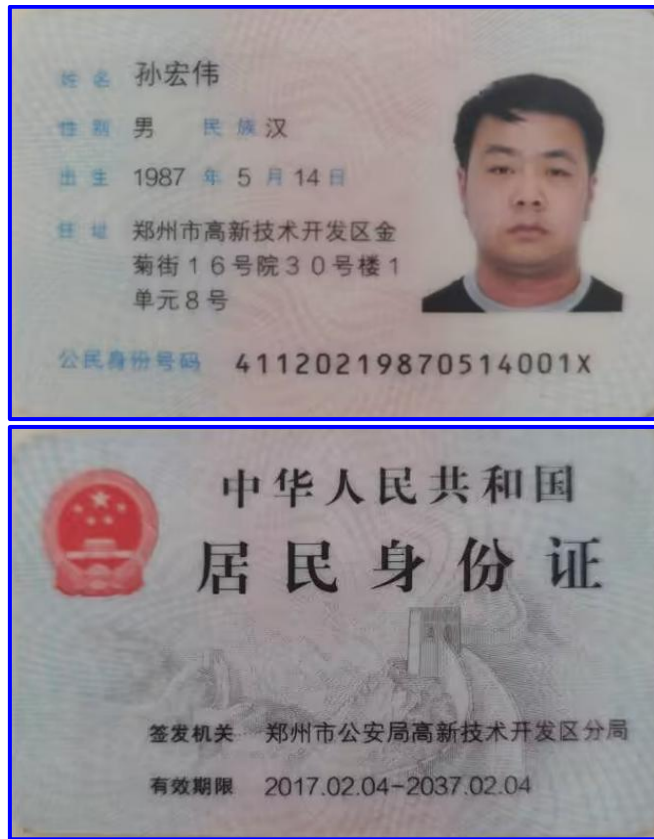 姓名 孙宏伟
性别 男 民族 汉
出生 1987 年 5 月 14 日
住址 郑州市高新技术开发区金
菊街16号院30号楼1
单元8号
公民身份号码 41120219870514001X
中华人民共和国
居民身份证
签发机关 郑州市公安局高新技术开发区分局
有效期限 2017.02.04-2037.02.04